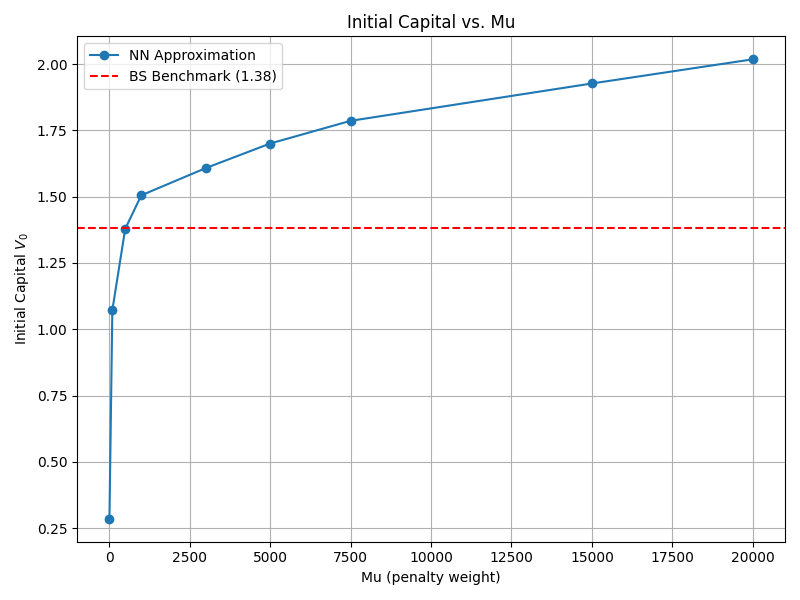 Initial Capital vs. Mu
NN Approximation
BS Benchmark (1.38)
Initial Capital V₀
2.00
1.75
1.50
1.25
1.00
0.75
0.50
0.25
0 2500 5000 7500 10000 12500 15000 17500 20000
Mu (penalty weight)